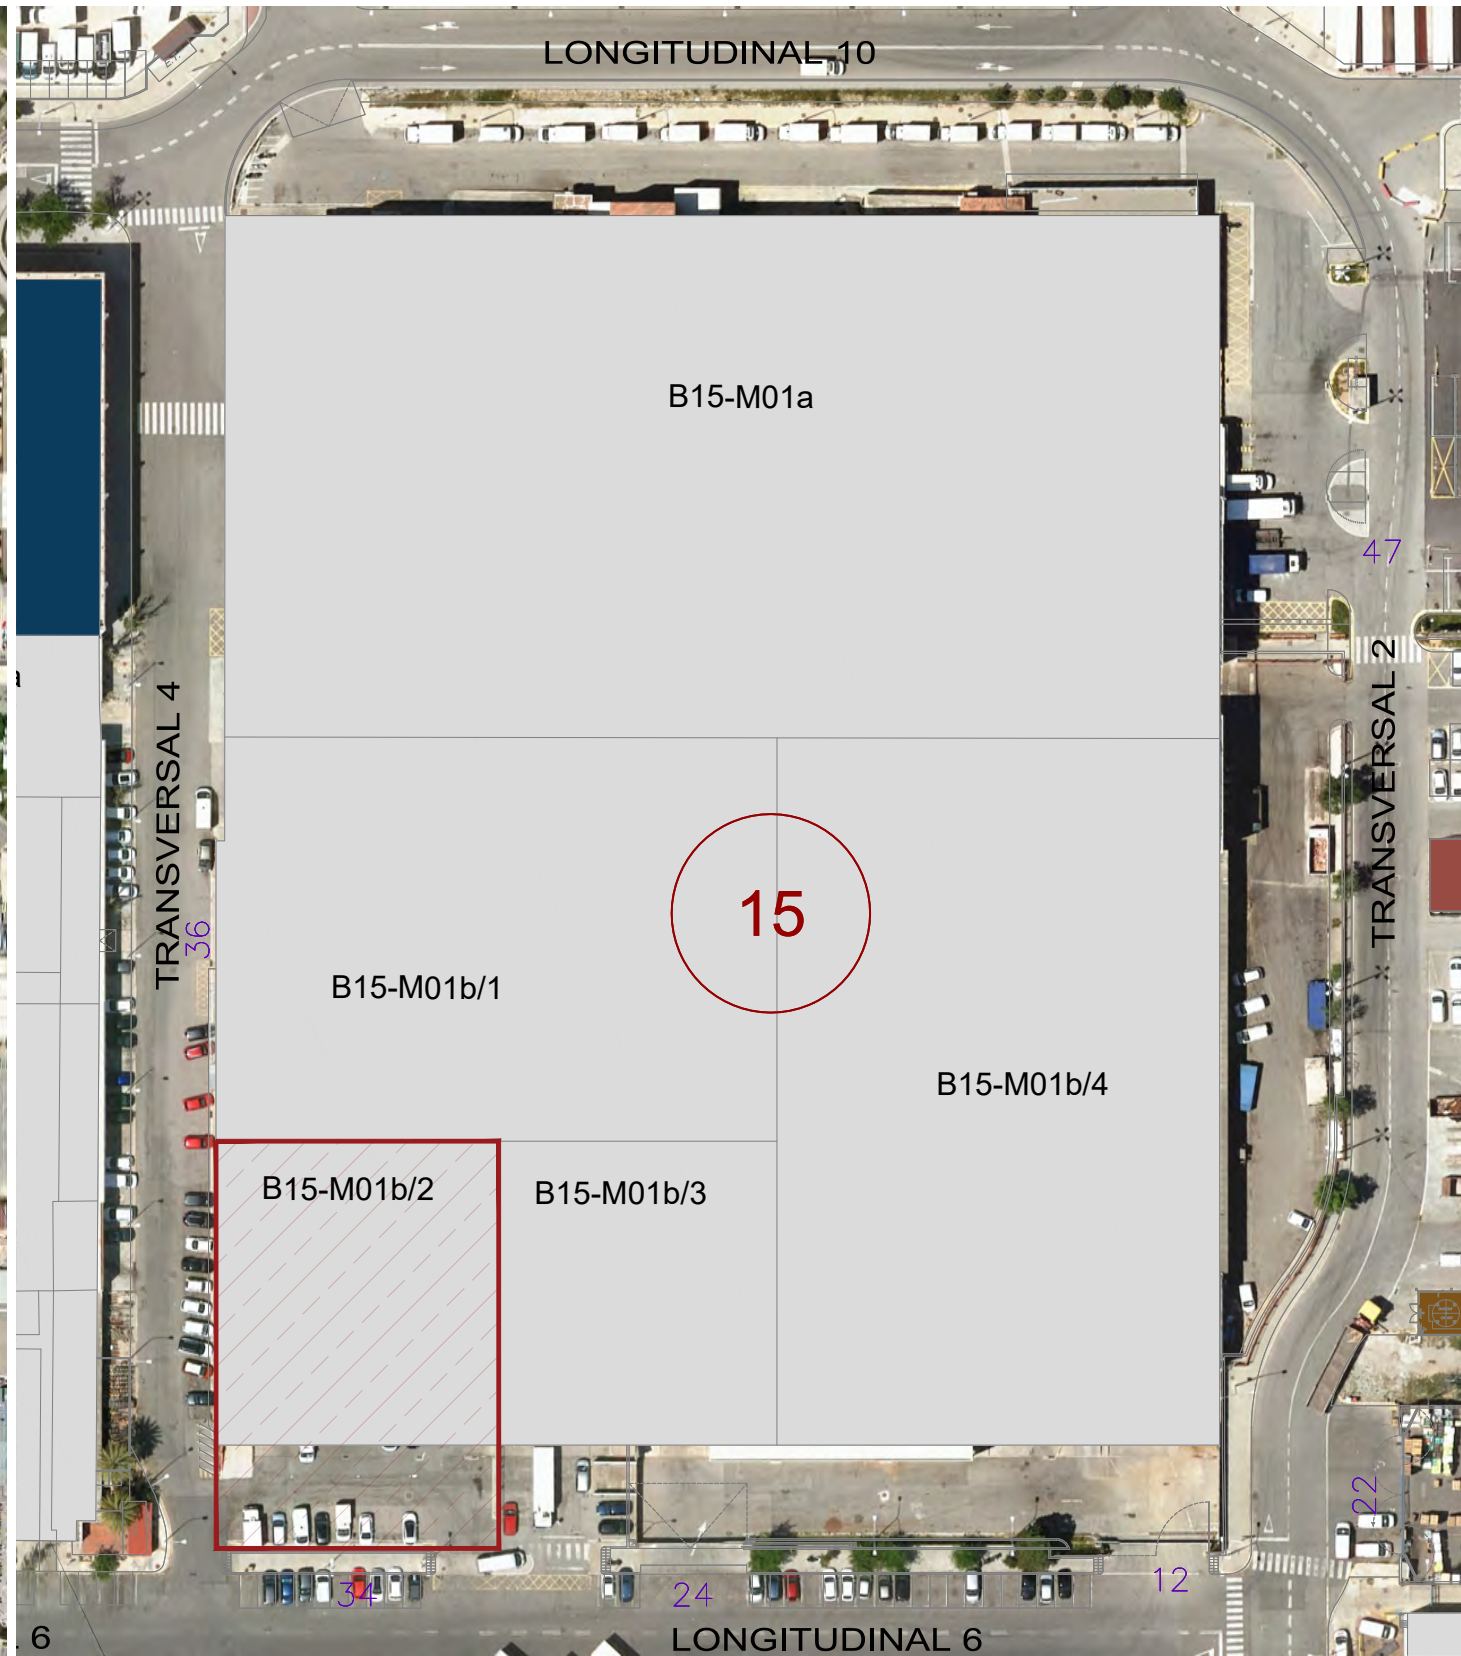 LONGITUDINAL 10
B15-M01a
47
TRANSVERSAL 4
TRANSVERSAL 2
a
15
36
B15-M01b/1
B15-M01b/4
B15-M01b/2
B15-M01b/3
22
34
24
12
6
LONGITUDINAL 6